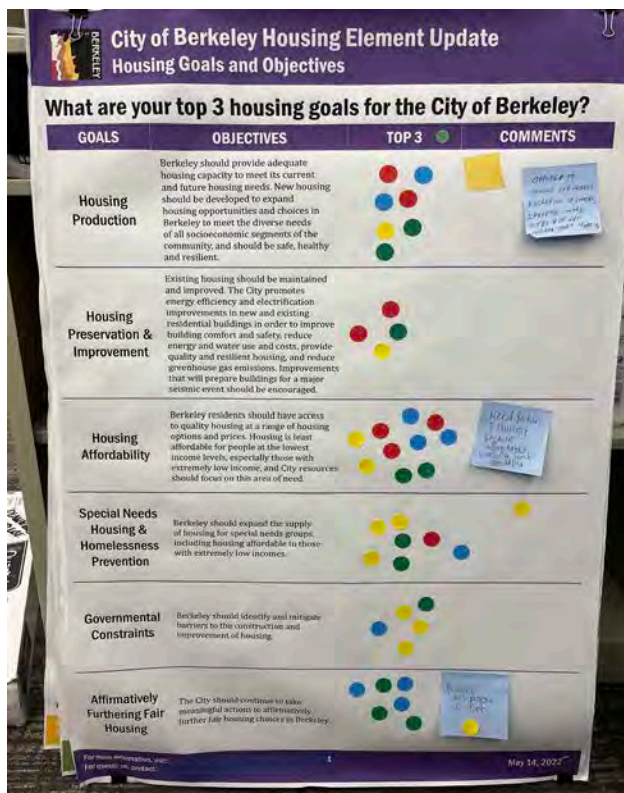 BERKELEY
City of Berkeley Housing Element Update
Housing Goals and Objectives
What are your top 3 housing goals for the City of Berkeley?
GOALS OBJECTIVES TOP 3 COMMENTS
Housing
Production
Berkeley should provide adequate
housing capacity to meet its current
and future housing needs. New housing
should be developed to expand
housing opportunities and choices in
Berkeley to meet the diverse needs
of all socioeconomic segments of the
community, and should be safe, healthy
and resilient.
Housing
Preservation &
Improvement
Existing housing should be maintained
and improved. The City promotes
energy efficiency and electrification
improvements in new and existing
residential buildings in order to improve
building comfort and safety, reduce
energy and water use and costs, provide
quality and resilient housing, and reduce
greenhouse gas emissions. Improvements
that will prepare buildings for a major
seismic event should be encouraged.
Housing
Affordability
Berkeley residents should have access
to quality housing at a range of housing
options and prices. Housing is least
affordable for people at the lowest
income levels, especially those with
extremely low income, and City resources
should focus on this area of need.
Special Needs
Housing &
Homelessness
Prevention
Berkeley should expand the supply
of housing for special needs groups,
including housing affordable to those
with extremely low incomes.
Governmental
Constraints
Berkeley should identify and mitigate
barriers to the construction and
improvement of housing.
Affirmatively
Furthering Fair
Housing
The City should continue to take
meaningful actions to affirmatively
further fair housing choices in Berkeley.
For more information, visit:
For questions, contact:
1
May 14, 2022